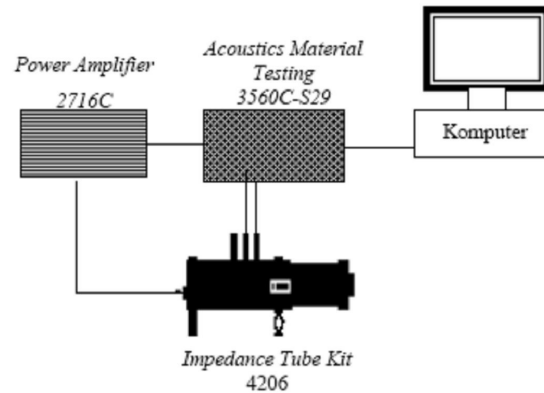 Power Amplifier
2716C
Acoustics Material
Testing
3560C-S29
Komputer
Impedance Tube Kit
4206